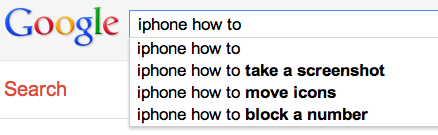 Google
iphone how to
iphone how to
iphone how to take a screenshot
Search
iphone how to move icons
iphone how to block a number